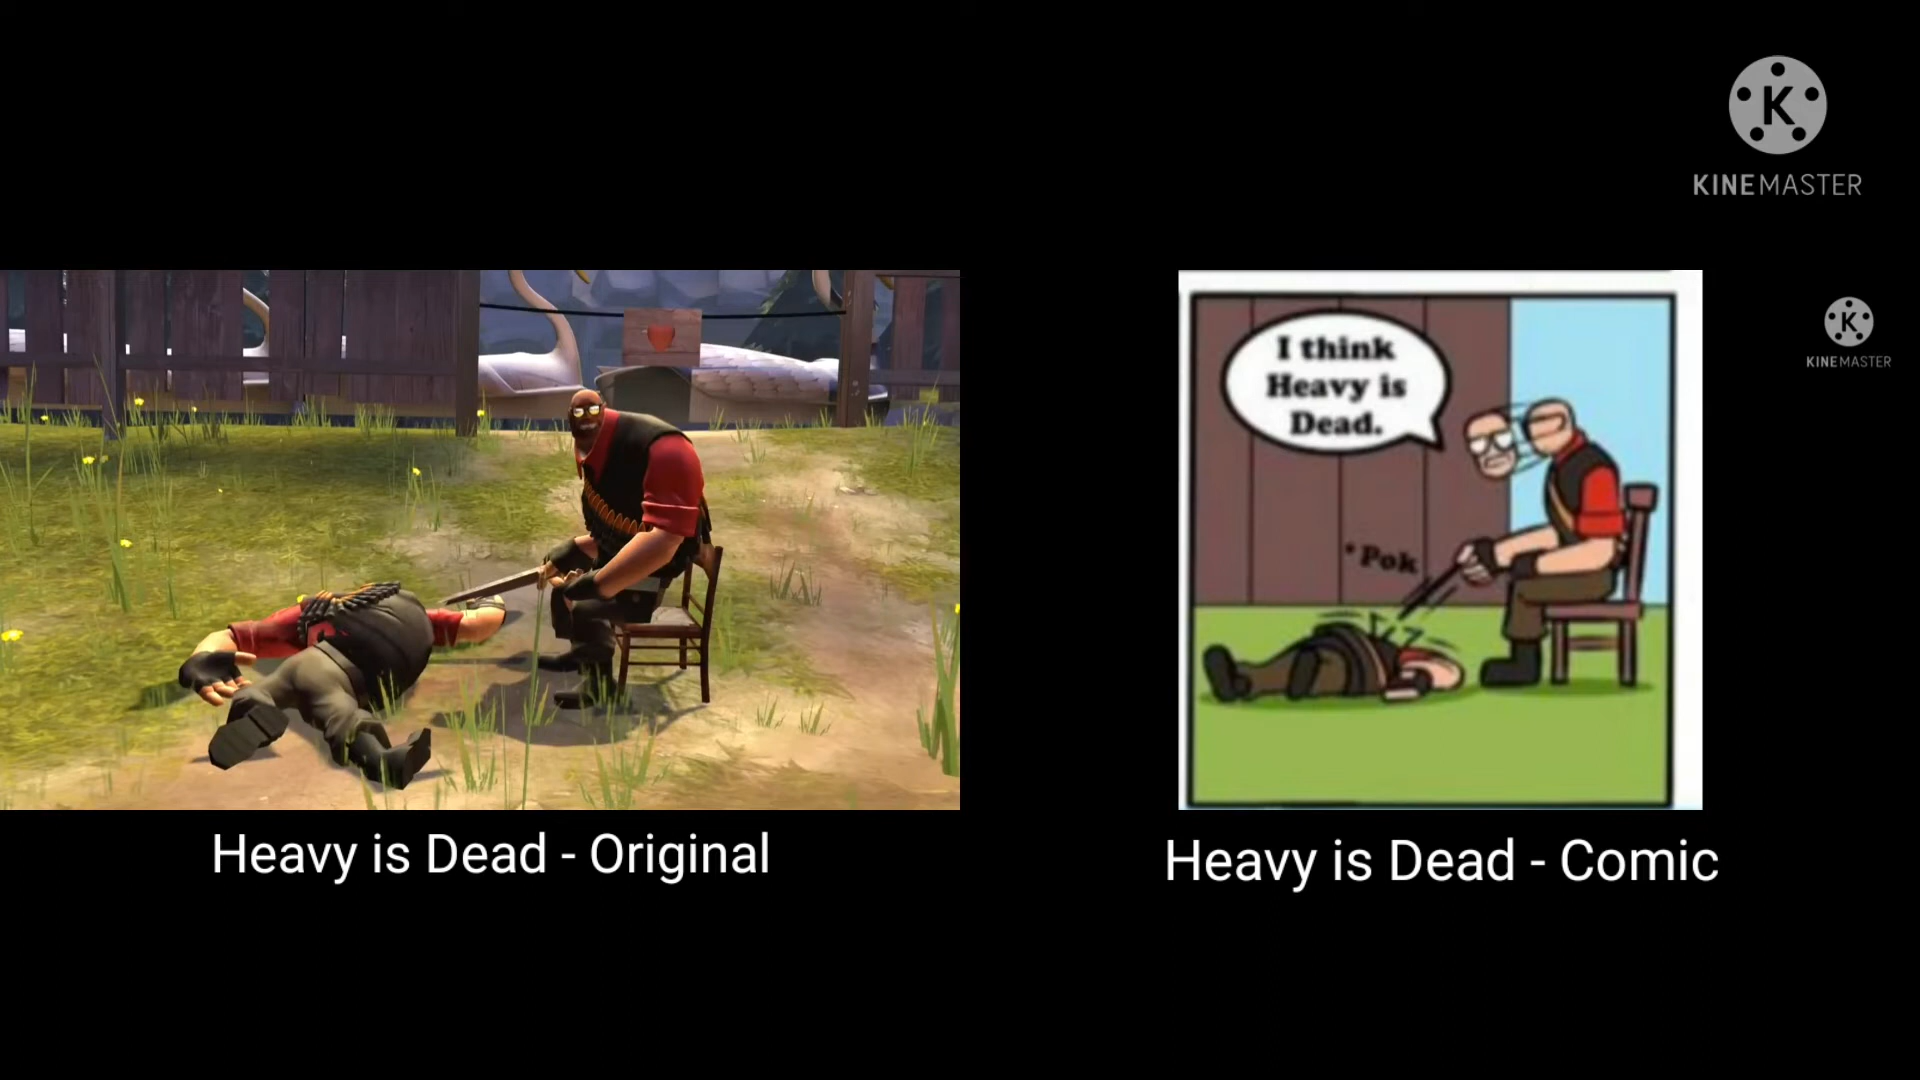 K
KINEMASTER
K
KINEMASTER
I think
Heavy is
Dead.
*Pok
Heavy is Dead - Original
Heavy is Dead - Comic